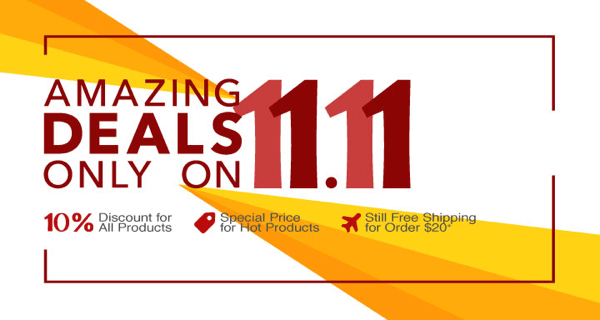 AMAZING
DEALS
ONLY ON
11.11
10% Discount for
All Products
Special Price
for Hot Products
Still Free Shipping
for Order $20+